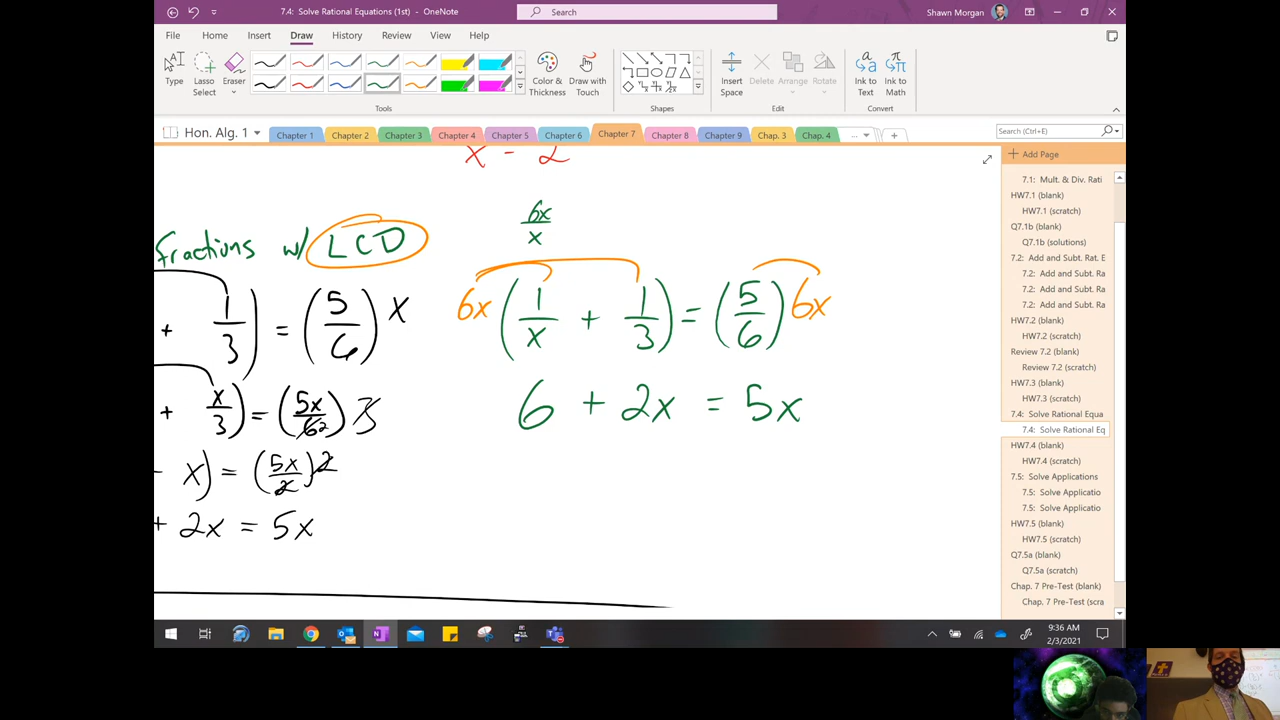 7.4: Solve Rational Equations (1st) - OneNote
Search
Shawn Morgan
File Home Insert Draw History Review View Help
Type
Lasso Select
Eraser
Color & Thickness
Draw with Touch
Insert Space
Delete
Arrange
Rotate
Ink to Text
Ink to Math
Tools
Shapes
Edit
Convert
Hon. Alg. 1
Chapter 1 Chapter 2 Chapter 3 Chapter 4 Chapter 5 Chapter 6 Chapter 7 Chapter 8 Chapter 9 Chap. 3 Chap. 4 ...
Search (Ctrl+E)
Add Page
7.1: Mult. & Div. Rati
HW7.1 (blank)
HW7.1 (scratch)
Q7.1b (blank)
Q7.1b (solutions)
7.2: Add and Subt. Rat. E
7.2: Add and Subt. Ra
7.2: Add and Subt. Ra
7.2: Add and Subt. Ra
HW7.2 (blank)
HW7.2 (scratch)
Review 7.2 (blank)
Review 7.2 (scratch)
HW7.3 (blank)
HW7.3 (scratch)
7.4: Solve Rational Equa
7.4: Solve Rational Eq
HW7.4 (blank)
HW7.4 (scratch)
7.5: Solve Applications
7.5: Solve Applicatio
7.5: Solve Applicatio
HW7.5 (blank)
HW7.5 (scratch)
Q7.5a (blank)
Q7.5a (scratch)
Chap. 7 Pre-Test (blank)
Chap. 7 Pre-Test (scra
fractions w/ LCD
+ 1/3) = (5/6) x
+ x/3) = (5x/6 2) 3
x) = (5x/2) 2
+ 2x = 5x
6x/x
6x (1/x + 1/3) = (5/6) 6x
6 + 2x = 5x
9:36 AM
2/3/2021